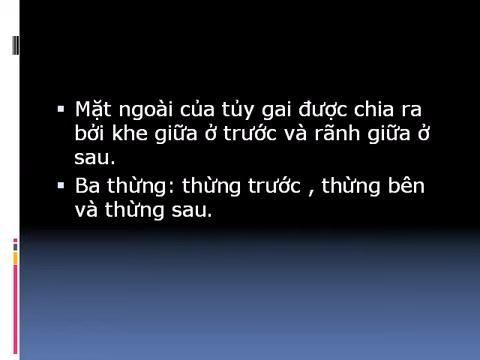 Mặt ngoài của tủy gai được chia ra
bởi khe giữa ở trước và rãnh giữa ở
sau.
Ba thừng: thừng trước , thừng bên
và thừng sau.